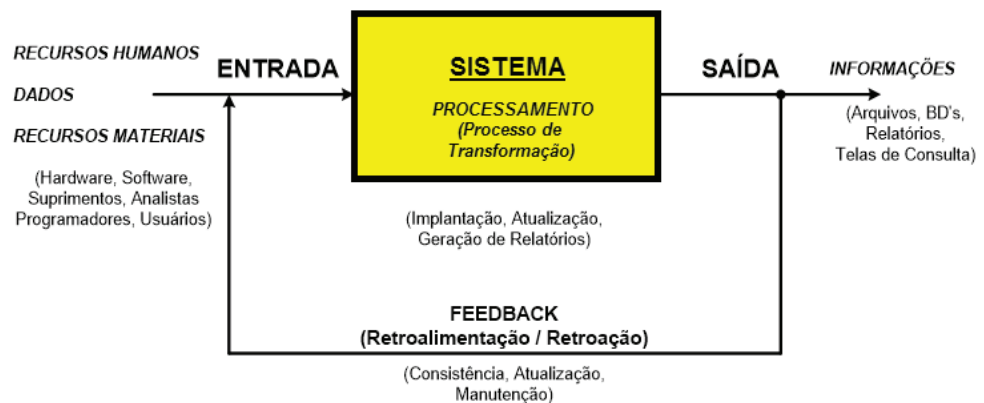 RECURSOS HUMANOS
DADOS
RECURSOS MATERIAIS
(Hardware, Software,
Suprimentos, Analistas
Programadores, Usuários)
ENTRADA
SISTEMA
PROCESSAMENTO
(Processo de
Transformação)
(Implantação, Atualização,
Geração de Relatórios)
SAÍDA
INFORMAÇÕES
(Arquivos, BD's,
Relatórios,
Telas de Consulta)
FEEDBACK
(Retroalimentação / Retroação)
(Consistência, Atualização,
Manutenção)